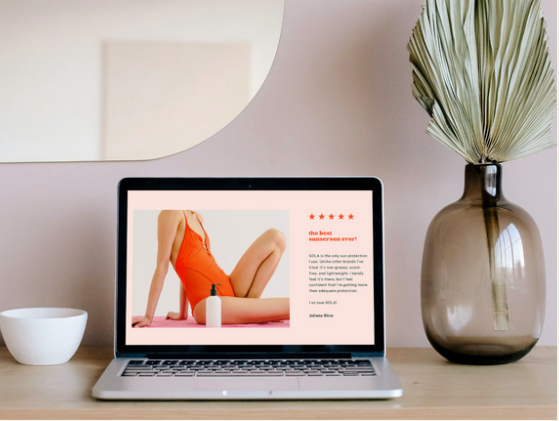 the best
sunscreen ever!
SOLA is the only sun protection
I use. Unlike other brands I've
tried, it's not greasy, scent-
free, and lightweight. I barely
feel it's there, but I feel
confident that I'm getting more
than adequate protection.
I so love SOLA!
Juliana Silva